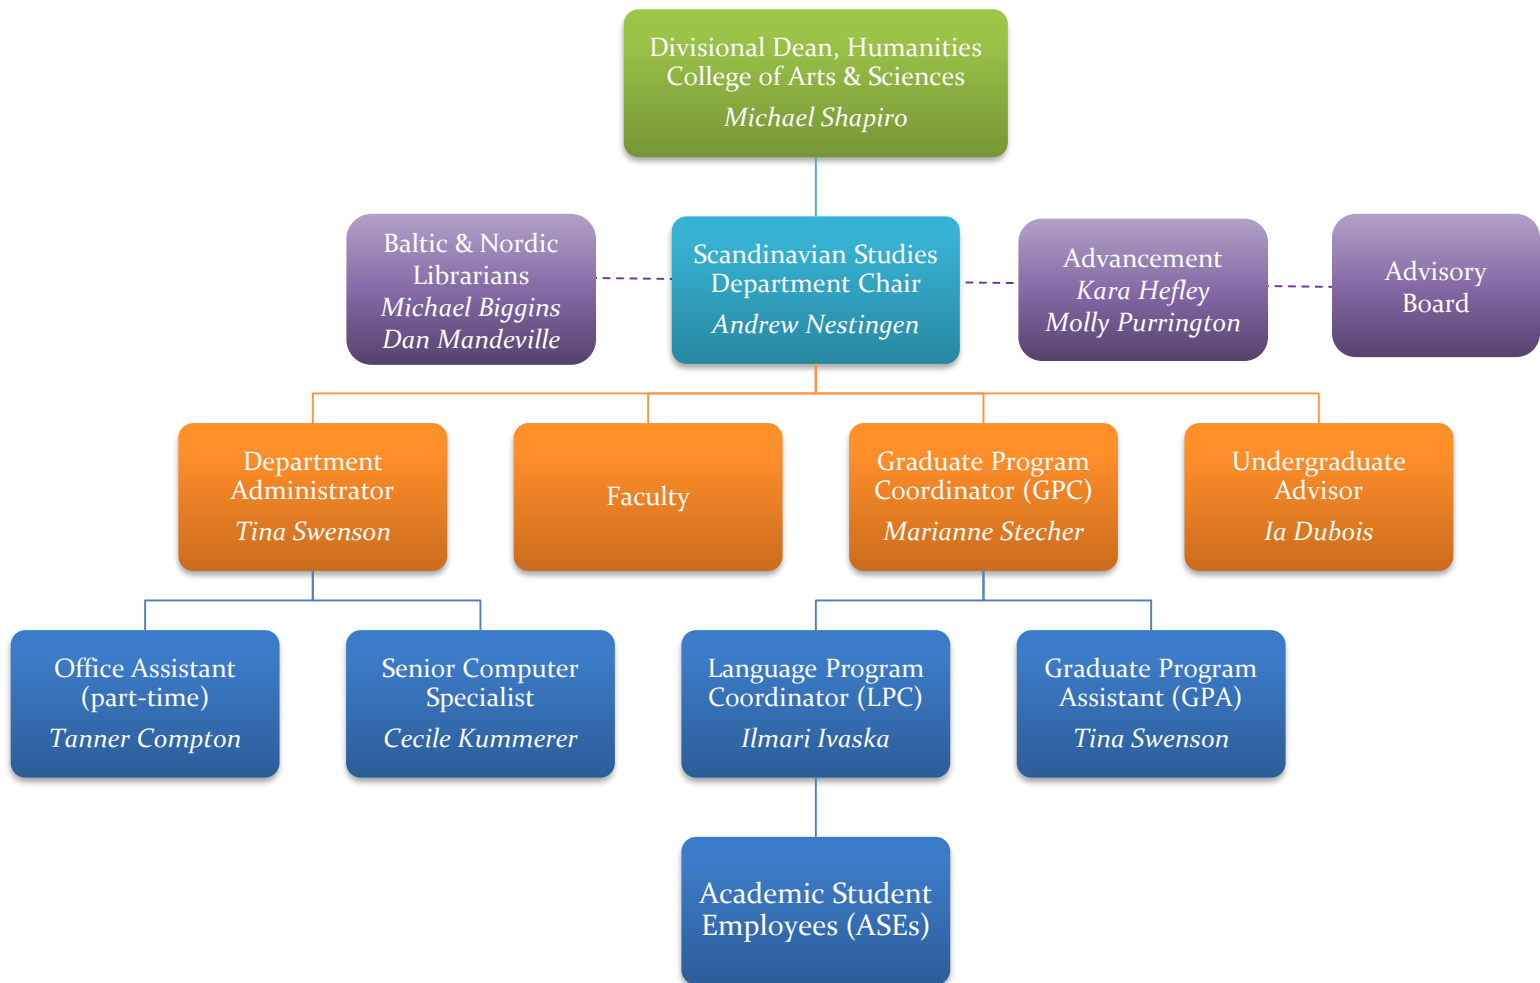 Divisional Dean, Humanities
College of Arts & Sciences
Michael Shapiro
Baltic & Nordic
Librarians
Michael Biggins
Dan Mandeville
Scandinavian Studies
Department Chair
Andrew Nestingen
Advancement
Kara Hefley
Molly Purrington
Advisory
Board
Department
Administrator
Tina Swenson
Faculty
Graduate Program
Coordinator (GPC)
Marianne Stecher
Undergraduate
Advisor
Ia Dubois
Office Assistant
(part-time)
Tanner Compton
Senior Computer
Specialist
Cecile Kummerer
Language Program
Coordinator (LPC)
Ilmari Ivaska
Graduate Program
Assistant (GPA)
Tina Swenson
Academic Student
Employees (ASEs)